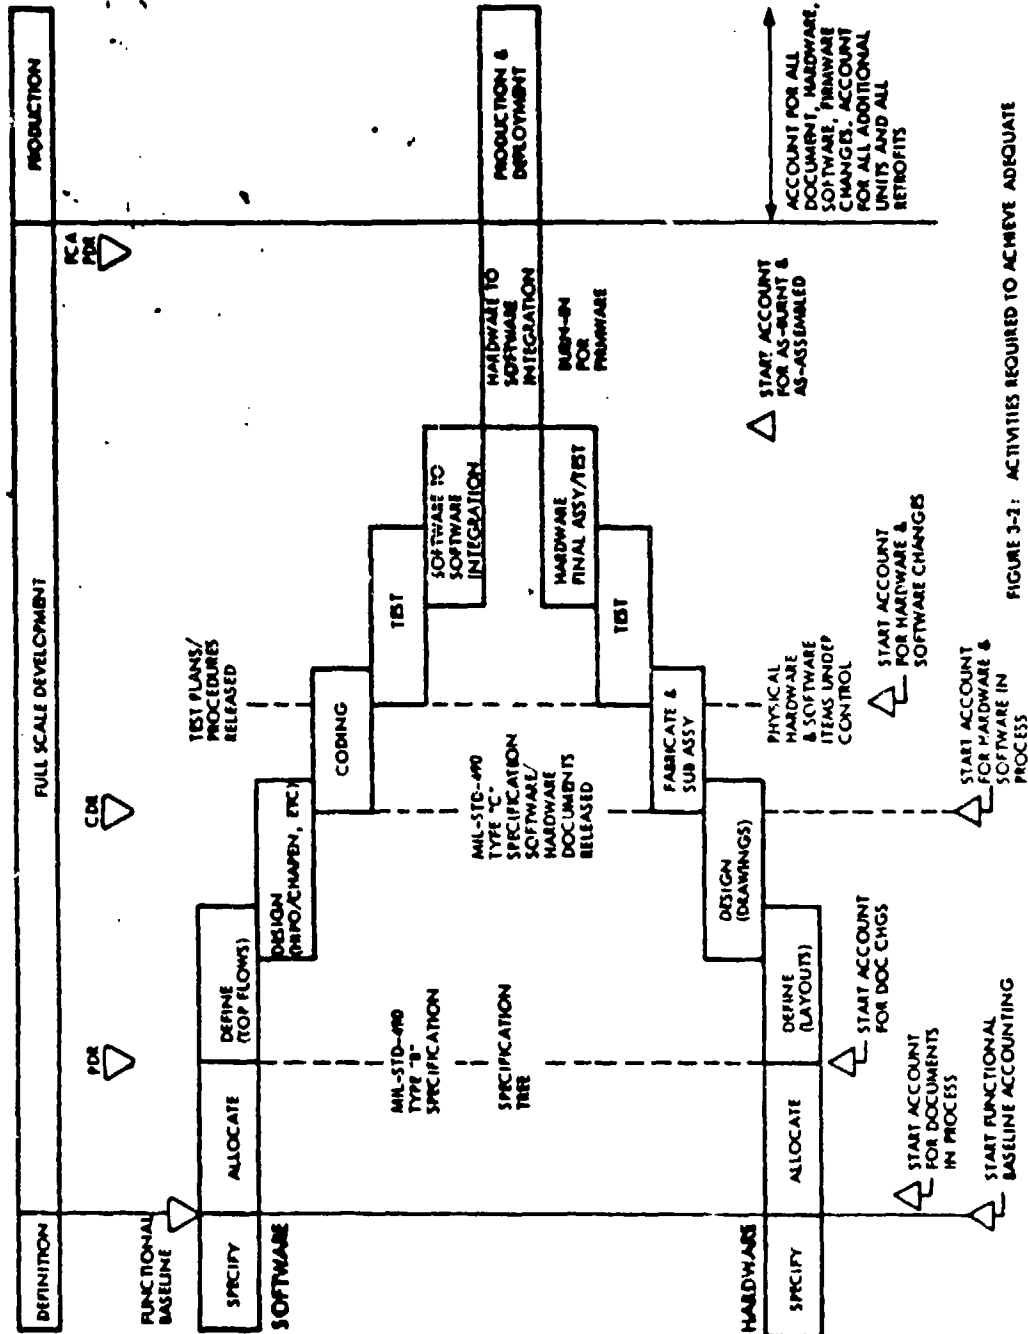 DEFINITION
FULL SCALE DEVELOPMENT
PRODUCTION
FUNCTIONAL
BASELINE
PDR
CDR
FCA
PDR
TEST PLANS/
PROCEDURES
RELEASED
SPECIFY
ALLOCATE
DEFINE
(TOP FLOWS)
DESIGN
(HIPO/CHAPEN, ETC)
CODING
TEST
SOFTWARE TO
SOFTWARE
INTEGRATION
SOFTWARE
MIL-STD-490
TYPE "B"
SPECIFICATION
SPECIFICATION
TREE
MIL-STD-490
TYPE "C"
SPECIFICATION
SOFTWARE/
HARDWARE
DOCUMENTS
RELEASED
HARDWARE TO
SOFTWARE
INTEGRATION
BURN-IN
FOR
FIRMWARE
PRODUCTION &
DEPLOYMENT
HARDWARE
SPECIFY
ALLOCATE
DEFINE
(LAYOUTS)
DESIGN
(DRAWINGS)
FABRICATE &
SUB ASSY
TEST
HARDWARE
FINAL ASSY/TEST
PHYSICAL
HARDWARE
& SOFTWARE
ITEMS UNDER
CONTROL
START ACCOUNT
FOR AS-BURNT &
AS-ASSEMBLED
ACCOUNT FOR ALL
DOCUMENT, HARDWARE,
SOFTWARE, FIRMWARE
CHANGES. ACCOUNT
FOR ALL ADDITIONAL
UNITS AND ALL
RETROFITS
START ACCOUNT
FOR DOCUMENTS
IN PROCESS
START ACCOUNT
FOR DOC CHGS
START ACCOUNT
FOR HARDWARE &
SOFTWARE CHANGES
START FUNCTIONAL
BASELINE ACCOUNTING
START ACCOUNT
FOR HARDWARE &
SOFTWARE IN
PROCESS
FIGURE 3-2: ACTIVITIES REQUIRED TO ACHIEVE ADEQUATE